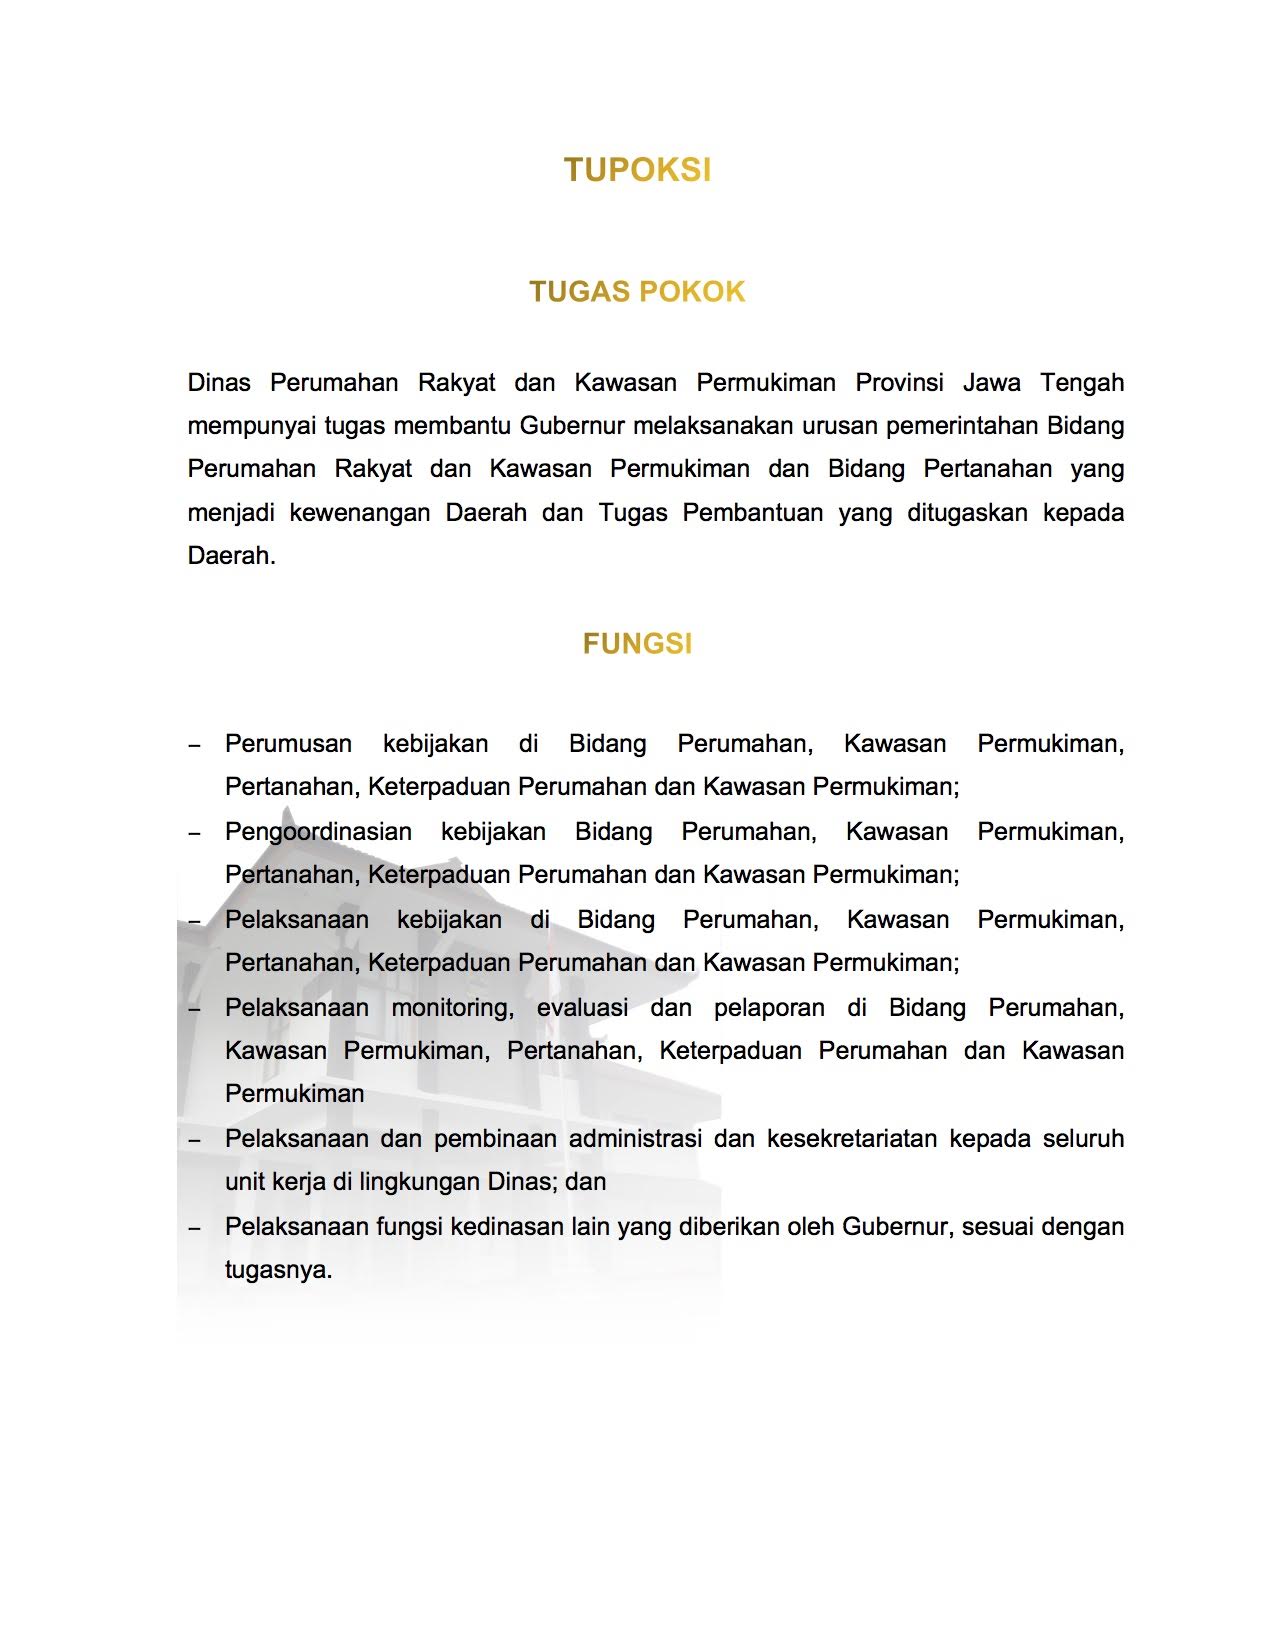 TUPOKSI
TUGAS POKOK
Dinas Perumahan Rakyat dan Kawasan Permukiman Provinsi Jawa Tengah
mempunyai tugas membantu Gubernur melaksanakan urusan pemerintahan Bidang
Perumahan Rakyat dan Kawasan Permukiman dan Bidang Pertanahan yang
menjadi kewenangan Daerah dan Tugas Pembantuan yang ditugaskan kepada
Daerah.
FUNGSI
– Perumusan kebijakan di Bidang Perumahan, Kawasan Permukiman,
Pertanahan, Keterpaduan Perumahan dan Kawasan Permukiman;
– Pengoordinasian kebijakan Bidang Perumahan, Kawasan Permukiman,
Pertanahan, Keterpaduan Perumahan dan Kawasan Permukiman;
– Pelaksanaan kebijakan di Bidang Perumahan, Kawasan Permukiman,
Pertanahan, Keterpaduan Perumahan dan Kawasan Permukiman;
– Pelaksanaan monitoring, evaluasi dan pelaporan di Bidang Perumahan,
Kawasan Permukiman, Pertanahan, Keterpaduan Perumahan dan Kawasan
Permukiman
– Pelaksanaan dan pembinaan administrasi dan kesekretariatan kepada seluruh
unit kerja di lingkungan Dinas; dan
– Pelaksanaan fungsi kedinasan lain yang diberikan oleh Gubernur, sesuai dengan
tugasnya.